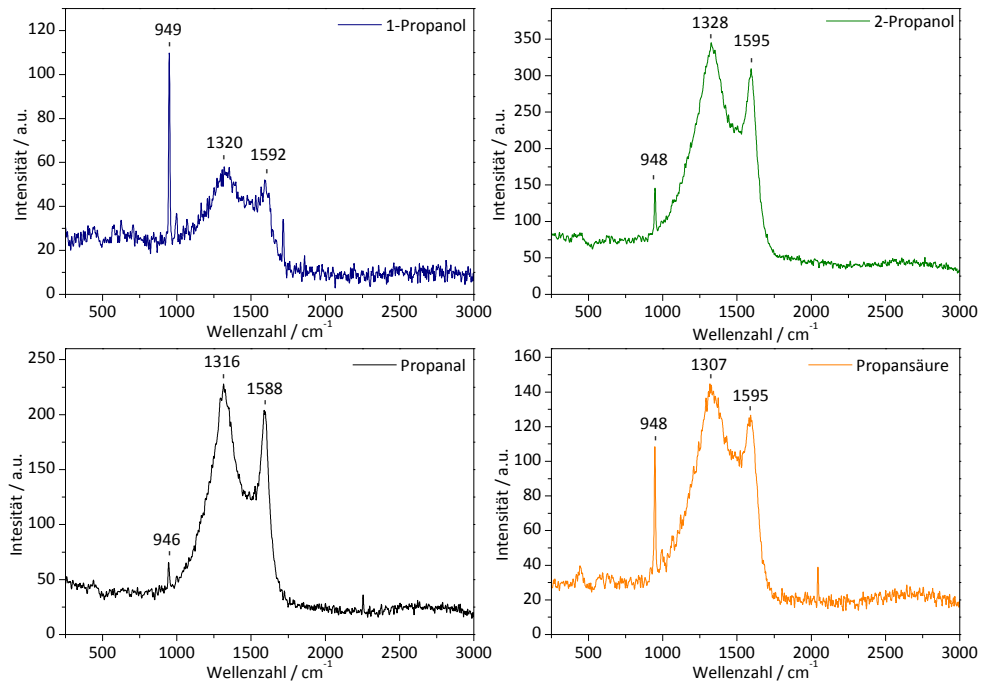 1-Propanol
949
1320
1592
Intensität / a.u.
120
100
80
60
40
20
0
500 1000 1500 2000 2500 3000
Wellenzahl / cm⁻¹
2-Propanol
1328
1595
948
Intensität / a.u.
350
300
250
200
150
100
50
0
500 1000 1500 2000 2500 3000
Wellenzahl / cm⁻¹
Propanal
1316
1588
946
Intesität / a.u.
250
200
150
100
50
0
500 1000 1500 2000 2500 3000
Wellenzahl / cm⁻¹
Propansäure
1307
1595
948
Intensität / a.u.
160
140
120
100
80
60
40
20
0
500 1000 1500 2000 2500 3000
Wellenzahl / cm⁻¹